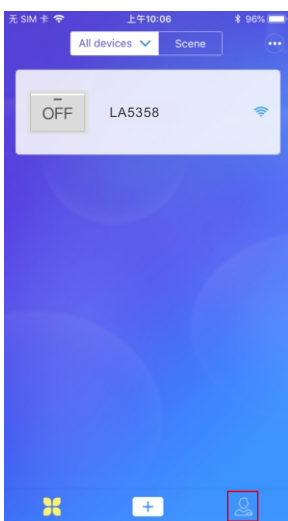 无 SIM 卡 上午10:06 96%
All devices Scene
OFF LA5358